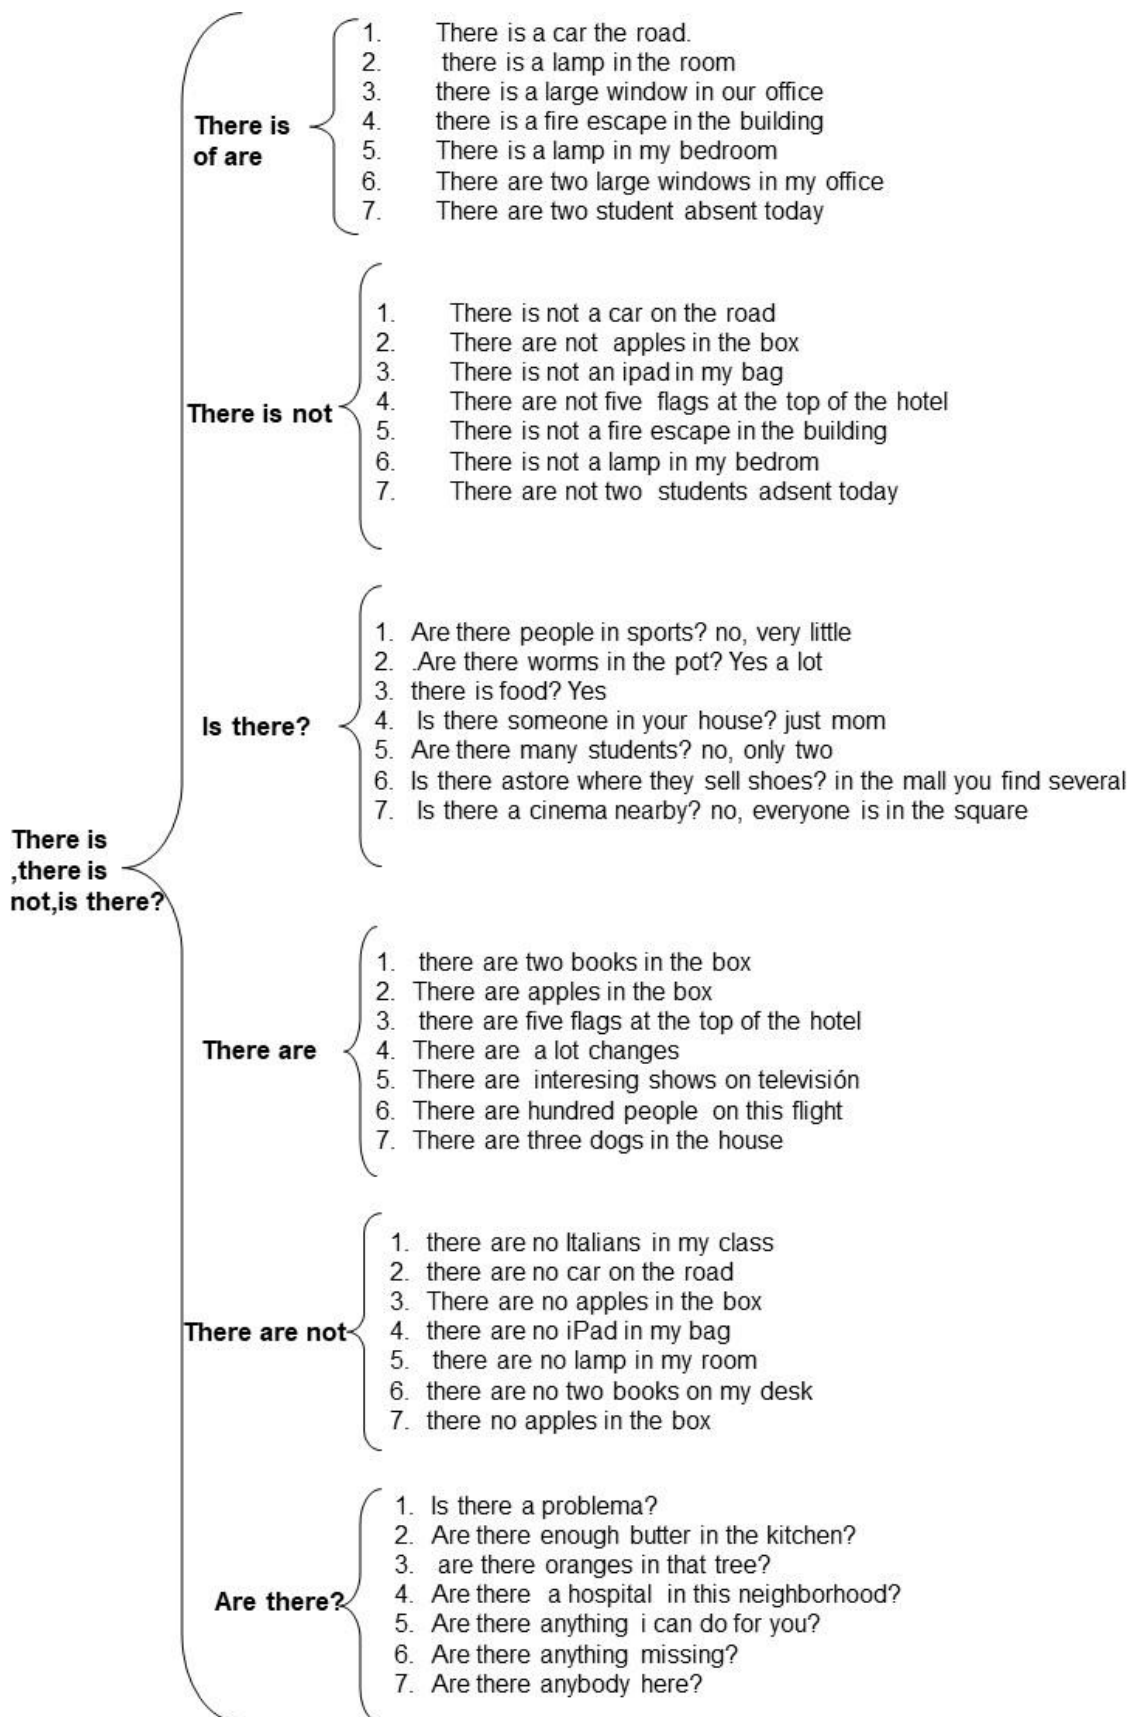 There is ,there is not,is there?
There is of are
1. There is a car the road.
2. there is a lamp in the room
3. there is a large window in our office
4. there is a fire escape in the building
5. There is a lamp in my bedroom
6. There are two large windows in my office
7. There are two student absent today
There is not
1. There is not a car on the road
2. There are not apples in the box
3. There is not an ipad in my bag
4. There are not five flags at the top of the hotel
5. There is not a fire escape in the building
6. There is not a lamp in my bedrom
7. There are not two students adsent today
Is there?
1. Are there people in sports? no, very little
2. .Are there worms in the pot? Yes a lot
3. there is food? Yes
4. Is there someone in your house? just mom
5. Are there many students? no, only two
6. Is there astore where they sell shoes? in the mall you find several
7. Is there a cinema nearby? no, everyone is in the square
There are
1. there are two books in the box
2. There are apples in the box
3. there are five flags at the top of the hotel
4. There are a lot changes
5. There are interesing shows on televisión
6. There are hundred people on this flight
7. There are three dogs in the house
There are not
1. there are no Italians in my class
2. there are no car on the road
3. There are no apples in the box
4. there are no iPad in my bag
5. there are no lamp in my room
6. there are no two books on my desk
7. there no apples in the box
Are there?
1. Is there a problema?
2. Are there enough butter in the kitchen?
3. are there oranges in that tree?
4. Are there a hospital in this neighborhood?
5. Are there anything i can do for you?
6. Are there anything missing?
7. Are there anybody here?